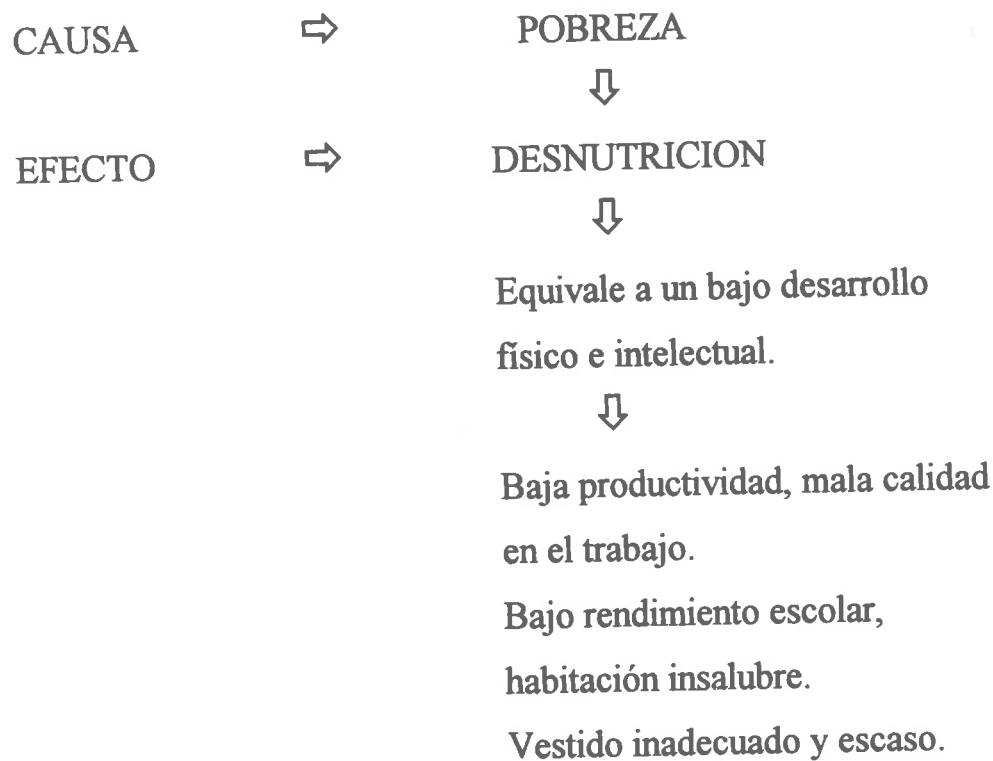 CAUSA ⇨ POBREZA
⇩
EFECTO ⇨ DESNUTRICION
⇩
Equivale a un bajo desarrollo
físico e intelectual.
⇩
Baja productividad, mala calidad
en el trabajo.
Bajo rendimiento escolar,
habitación insalubre.
Vestido inadecuado y escaso.